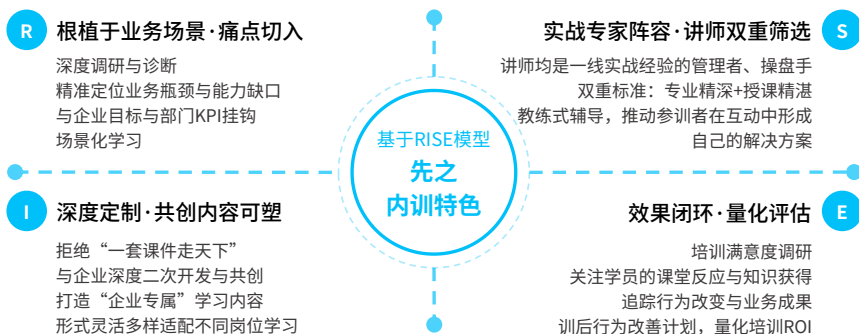 R
根植于业务场景·痛点切入
深度调研与诊断
精准定位业务瓶颈与能力缺口
与企业目标与部门KPI挂钩
场景化学习
实战专家阵容·讲师双重筛选
S
讲师均是一线实战经验的管理者、操盘手
双重标准：专业精深+授课精湛
教练式辅导，推动参训者在互动中形成
自己的解决方案
基于RISE模型
先之
内训特色
I
深度定制·共创内容可塑
拒绝“一套课件走天下”
与企业深度二次开发与共创
打造“企业专属”学习内容
形式灵活多样适配不同岗位学习
效果闭环·量化评估
E
培训满意度调研
关注学员的课堂反应与知识获得
追踪行为改变与业务成果
训后行为改善计划，量化培训ROI